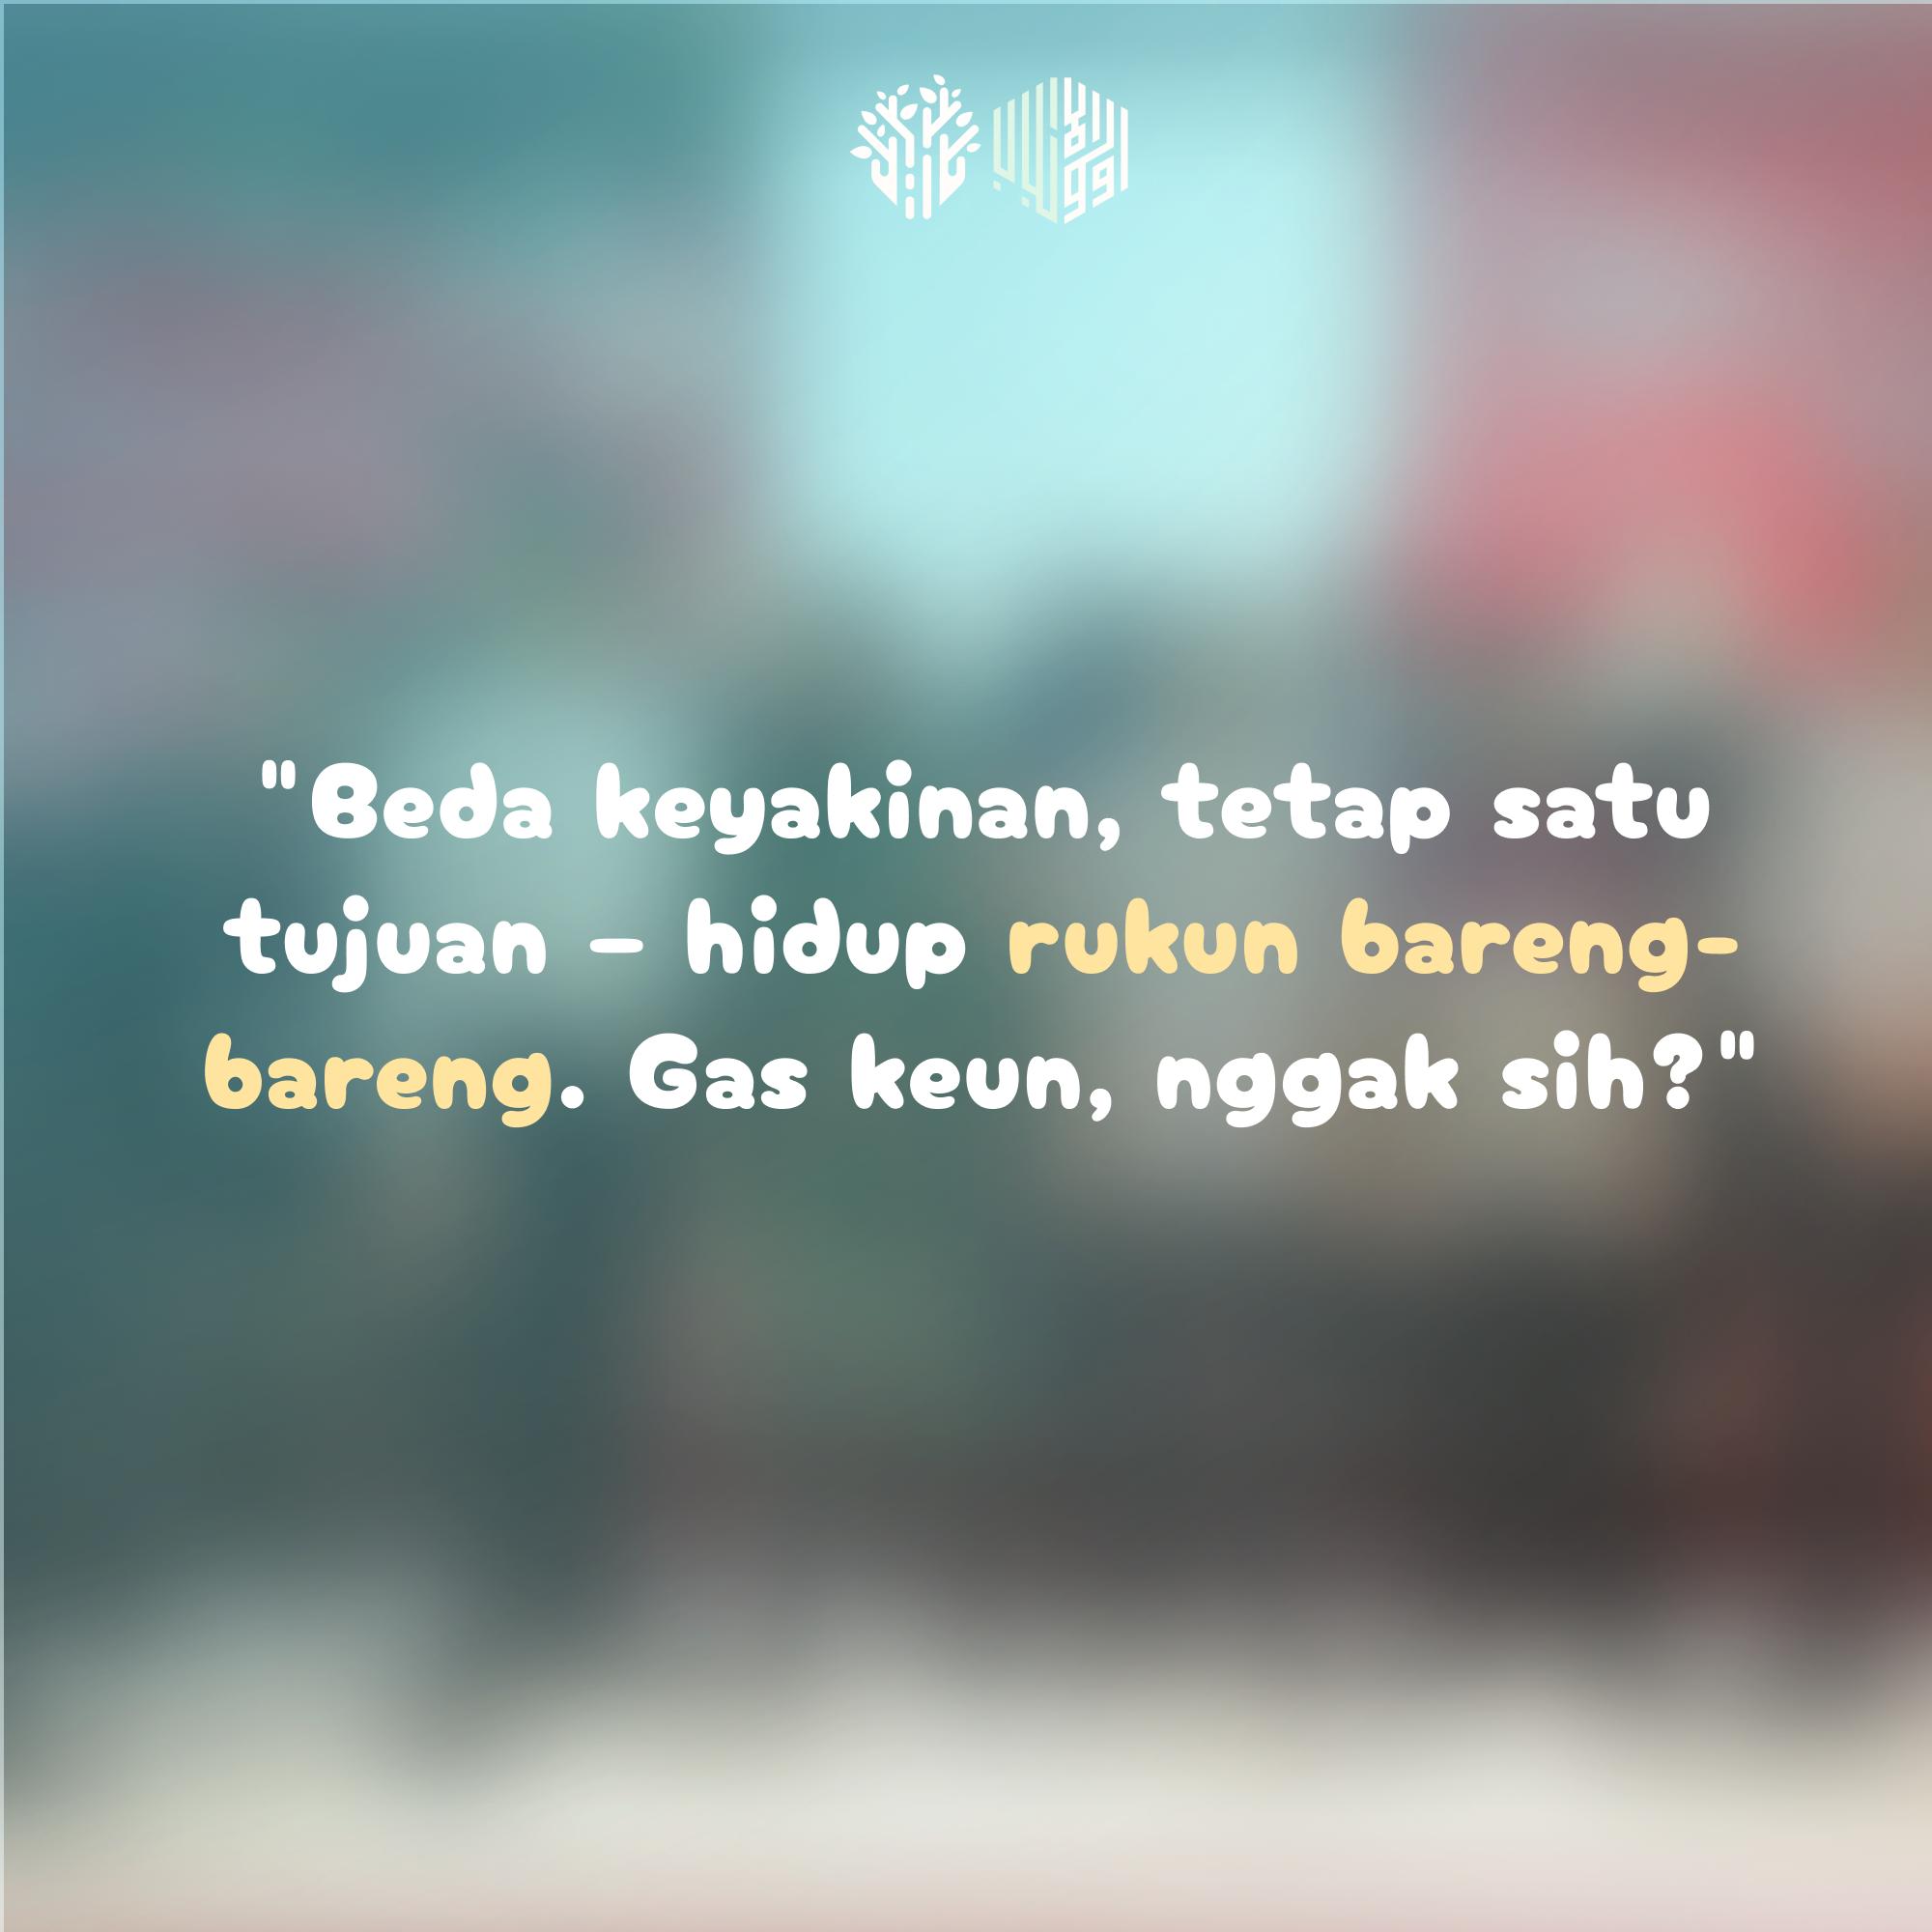 "Beda keyakinan, tetap satu
tujuan – hidup rukun bareng-
bareng. Gas keun, nggak sih?"